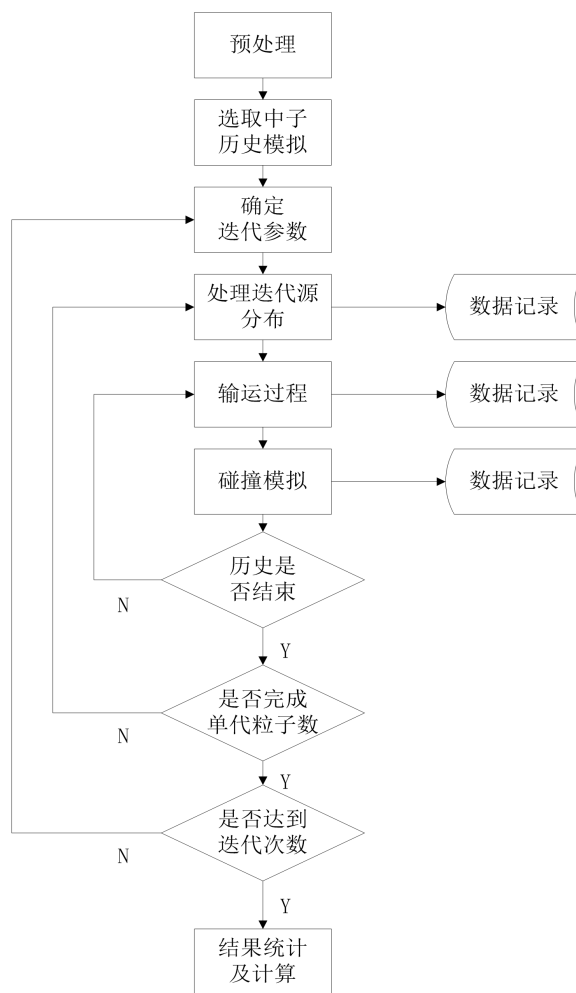 预处理
选取中子
历史模拟
确定
迭代参数
处理迭代源
分布
数据记录
输运过程
数据记录
碰撞模拟
数据记录
历史是
否结束
N
Y
是否完成
单代粒子数
N
Y
是否达到
迭代次数
N
Y
结果统计
及计算